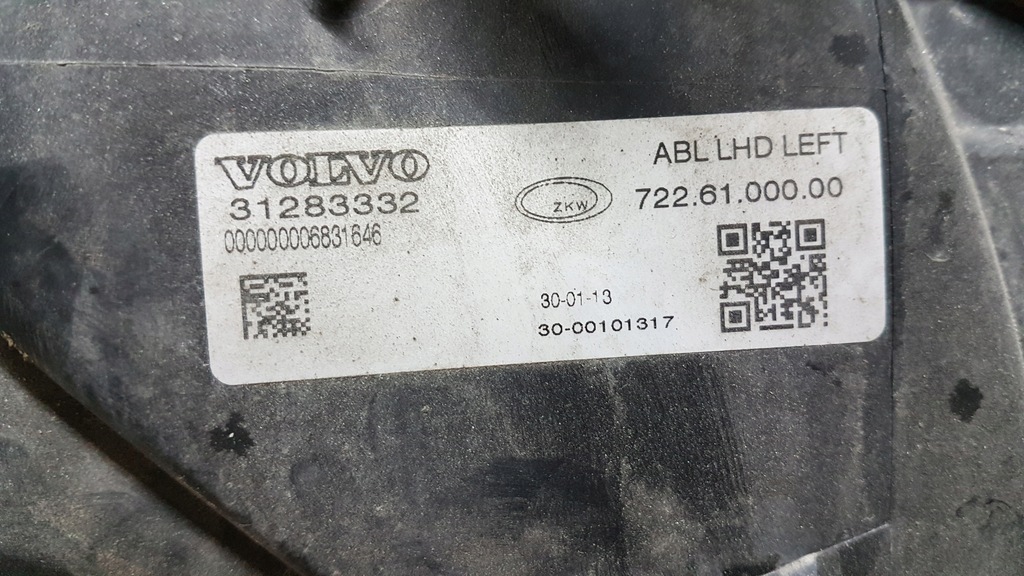 VOLVO
31283332
000000006831646
ABL LHD LEFT
ZKW
722.61.000.00
30-01-13
30-00101317